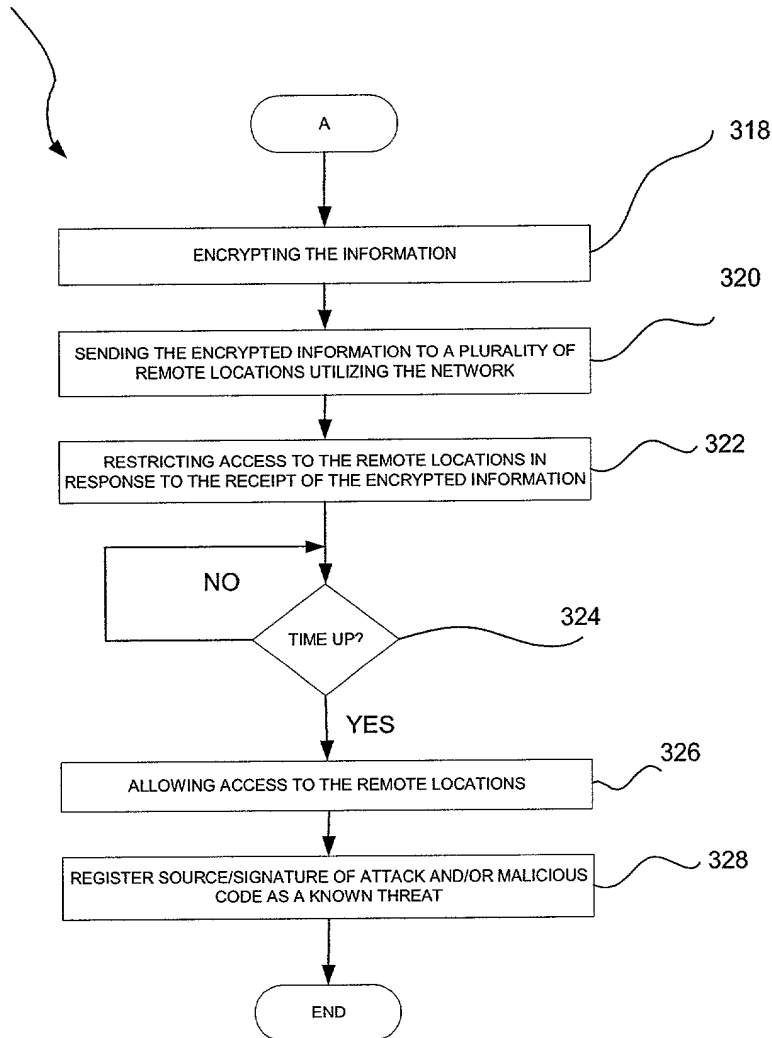 A
318
ENCRYPTING THE INFORMATION
320
SENDING THE ENCRYPTED INFORMATION TO A PLURALITY OF
REMOTE LOCATIONS UTILIZING THE NETWORK
322
RESTRICTING ACCESS TO THE REMOTE LOCATIONS IN
RESPONSE TO THE RECEIPT OF THE ENCRYPTED INFORMATION
NO
TIME UP?
324
YES
326
ALLOWING ACCESS TO THE REMOTE LOCATIONS
328
REGISTER SOURCE/SIGNATURE OF ATTACK AND/OR MALICIOUS
CODE AS A KNOWN THREAT
END